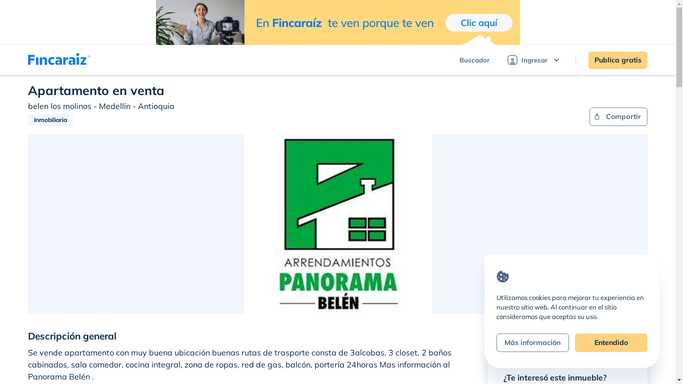 En Fincaraíz te ven porque te ven
Clic aquí
Fincaraiz
Buscador
Ingresar
Publica gratis
Apartamento en venta
belen los molinos - Medellín - Antioquia
Inmobiliaria
Compartir
ARRENDAMIENTOS
PANORAMA
BELÉN
Utilizamos cookies para mejorar tu experiencia en
nuestro sitio web. Al continuar en el sitio
consideramos que aceptas su uso.
Más información
Entendido
Descripción general
Se vende apartamento con muy buena ubicación buenas rutas de trasporte consta de 3alcobas, 3 closet, 2 baños
cabinados, sala comedor, cocina integral, zona de ropas, red de gas, balcón, portería 24horas Mas información al
Panorama Belén .
¿Te interesó este inmueble?